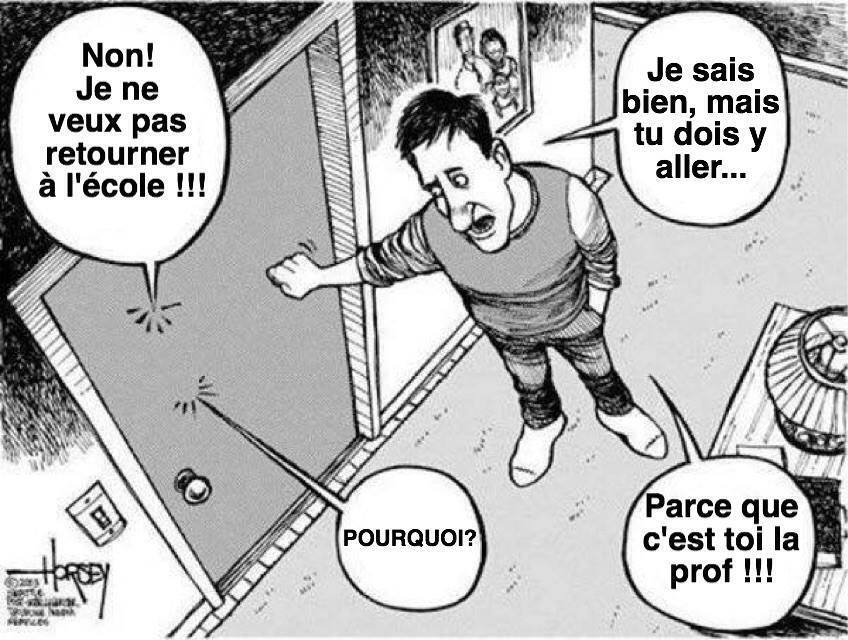 Non!
Je ne
veux pas
retourner
à l'école !!!
Je sais
bien, mais
tu dois y
aller...
POURQUOI?
Parce que
c'est toi la
prof !!!
HORSEY